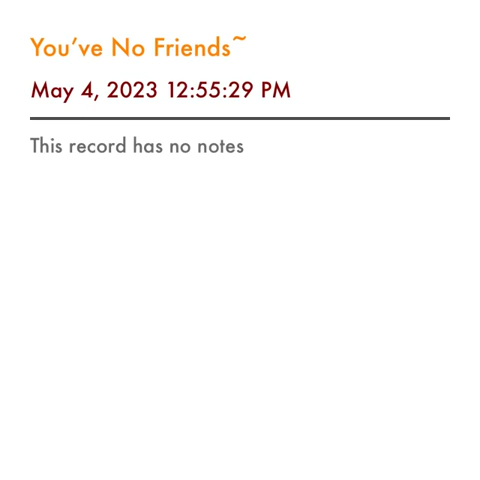 You’ve No Friends~
May 4, 2023 12:55:29 PM
This record has no notes